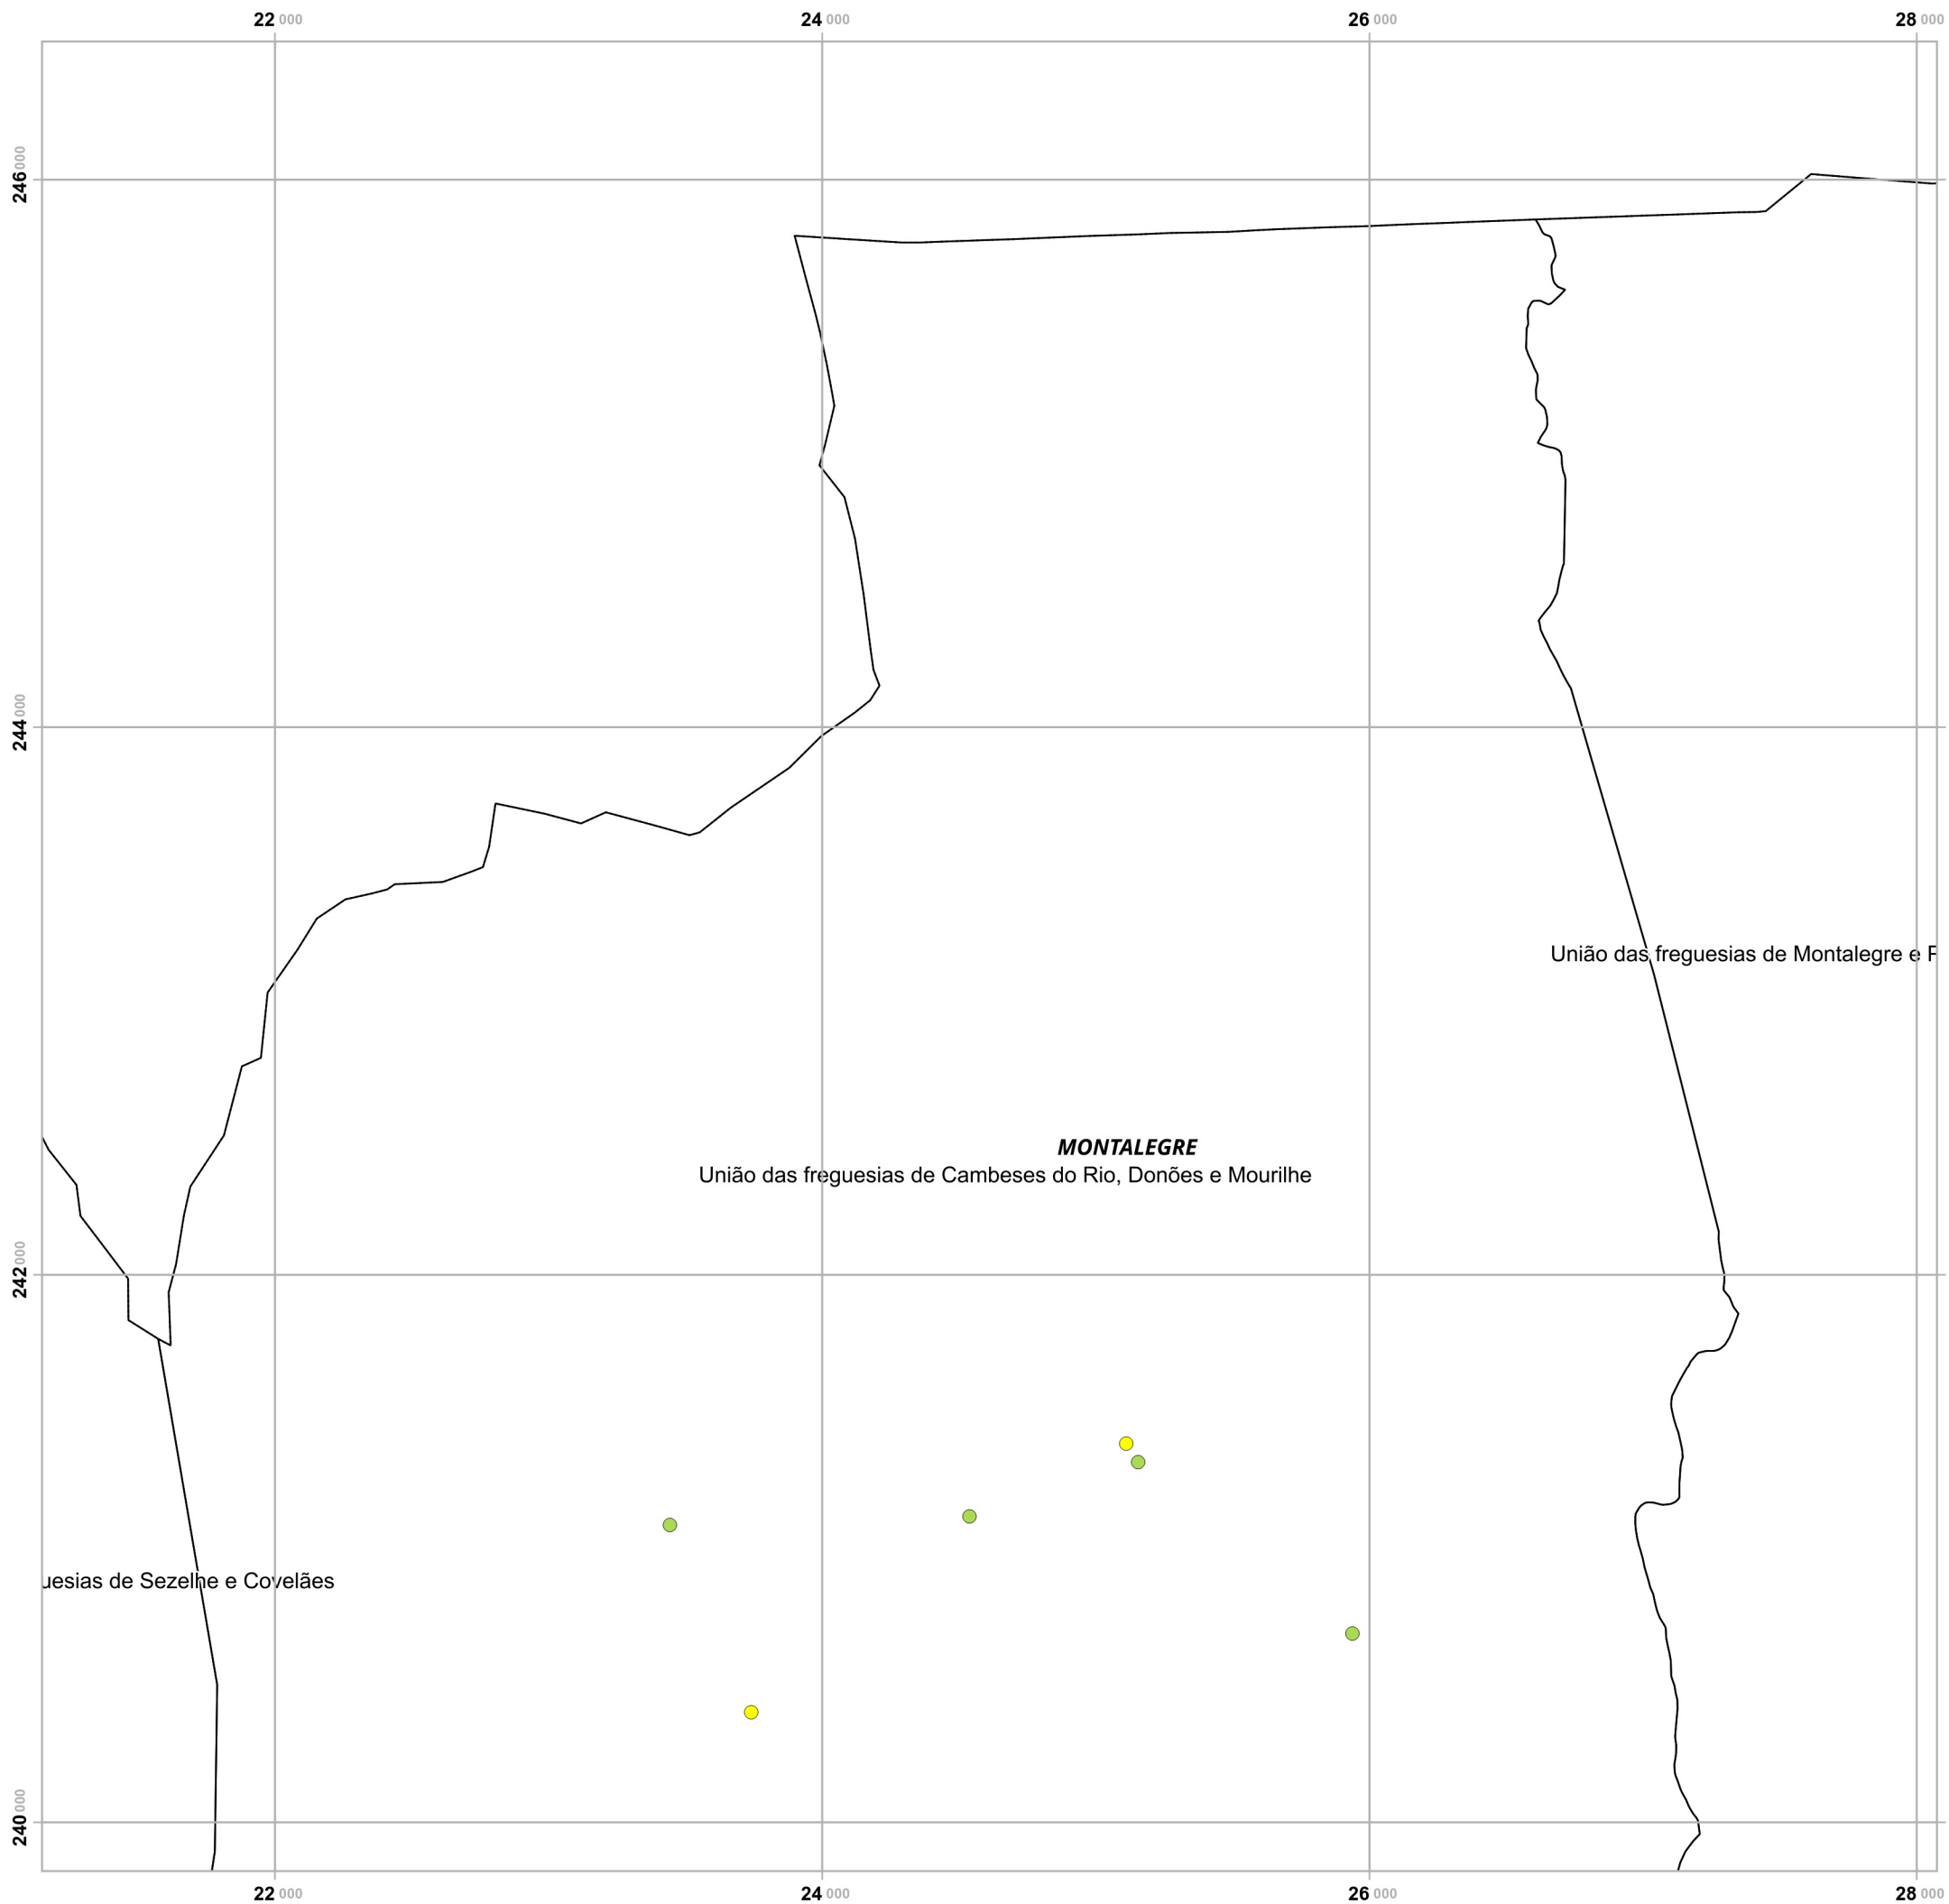 22 000 24 000 26 000 28 000
246 000
244 000
União das freguesias de Montalegre e
MONTALEGRE
União das freguesias de Cambeses do Rio, Donões e Mourilhe
242 000
uesias de Sezelhe e Covelães
240 000
22 000 24 000 26 000 28 000